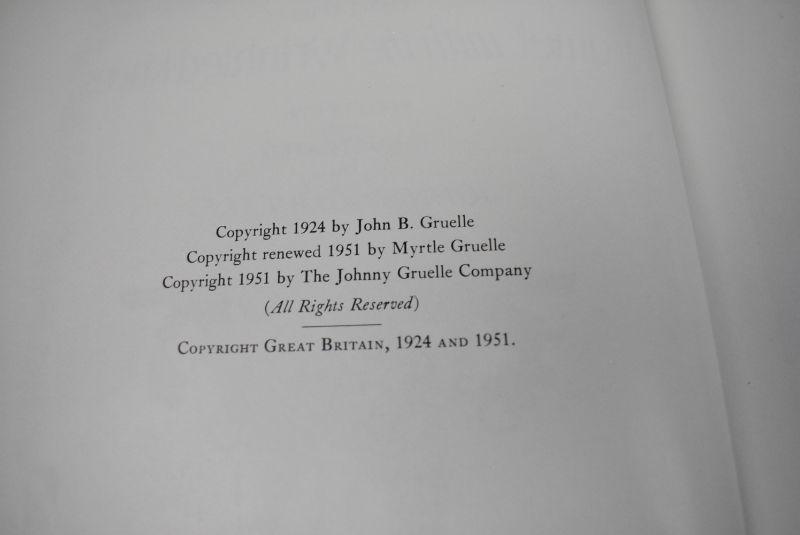 Copyright 1924 by John B. Gruelle
Copyright renewed 1951 by Myrtle Gruelle
Copyright 1951 by The Johnny Gruelle Company
(All Rights Reserved)
Copyright Great Britain, 1924 and 1951.